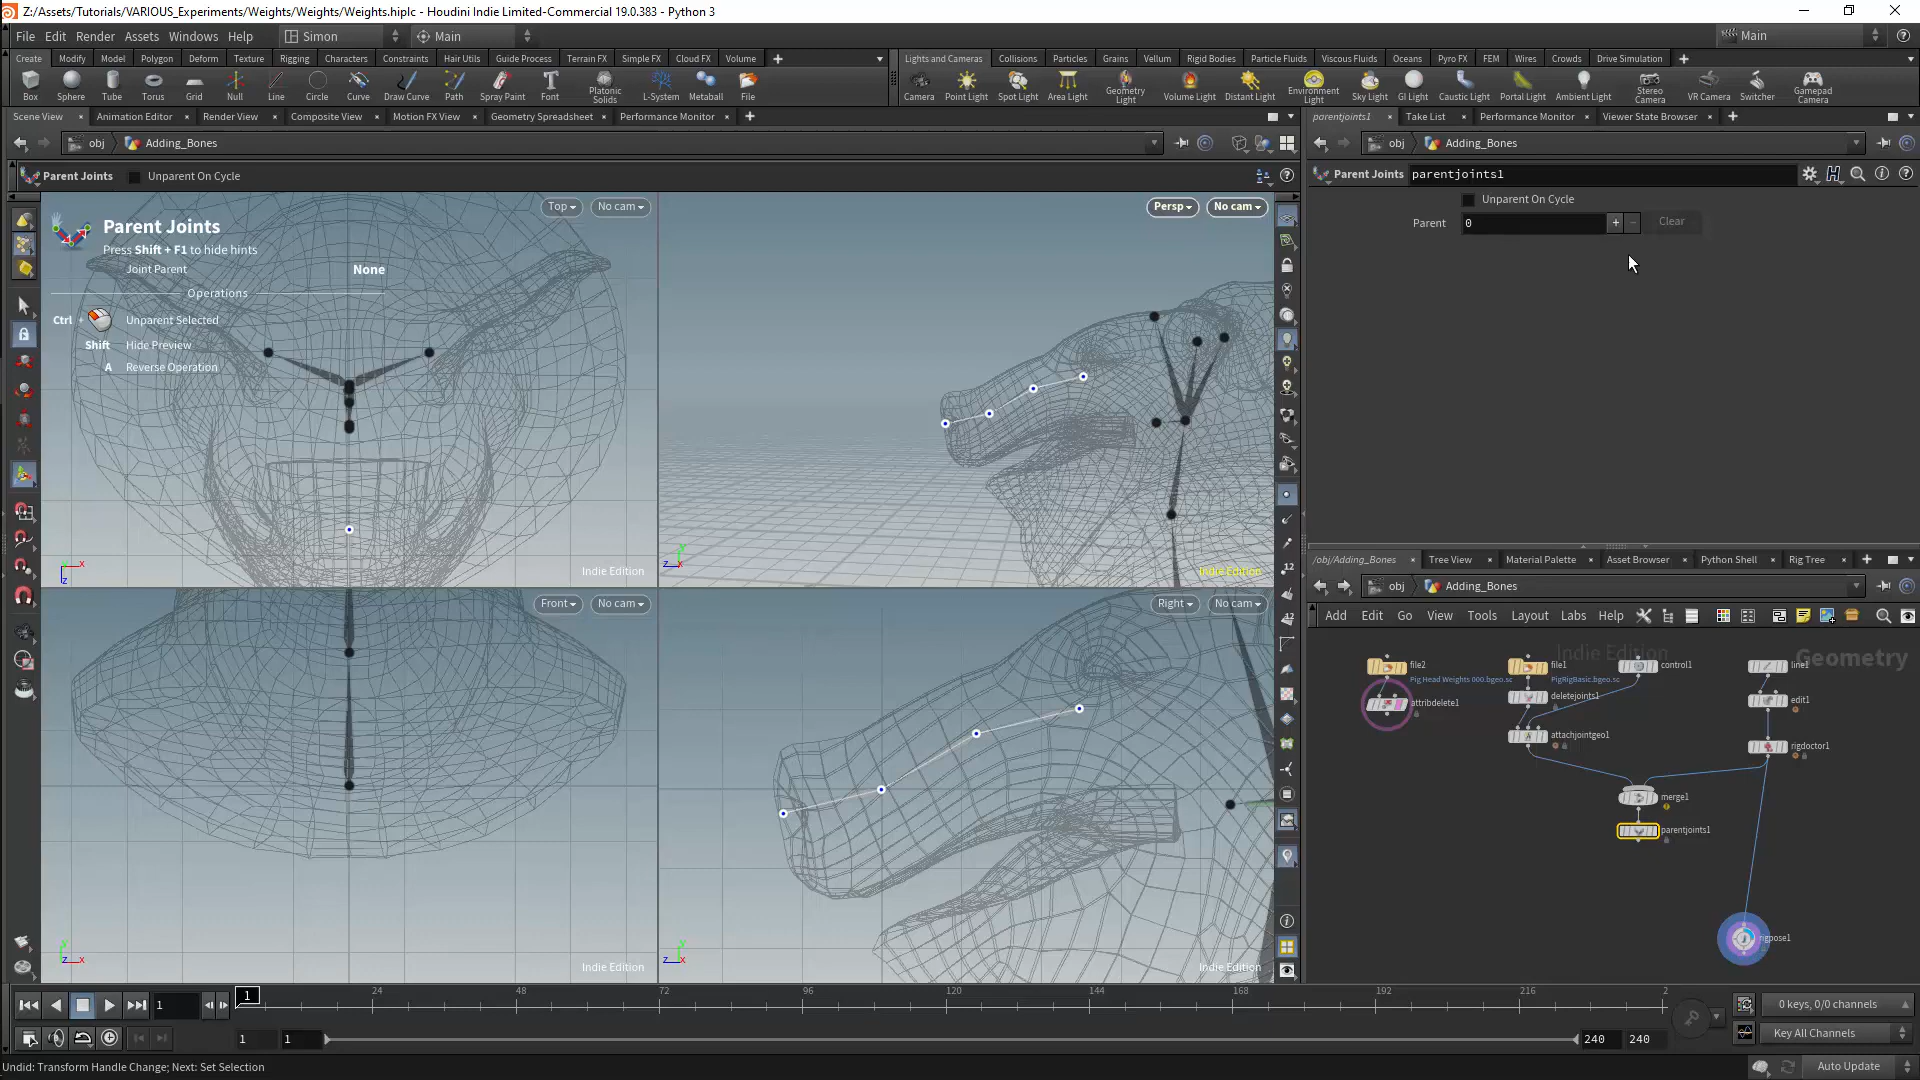 Z:/Assets/Tutorials/VARIOUS_Experiments/Weights/Weights/Weights.hiplc - Houdini Indie Limited-Commercial 19.0.383 - Python 3
File Edit Render Assets Windows Help Simon Main Main
Create Modify Model Polygon Deform Texture Rigging Characters Constraints Hair Utils Guide Process Terrain FX Simple FX Cloud FX Volume
Lights and Cameras Collisions Particles Grains Vellum Rigid Bodies Particle Fluids Viscous Fluids Oceans Pyro FX FEM Wires Crowds Drive Simulation
Box Sphere Tube Torus Grid Null Line Circle Curve Draw Curve Path Spray Paint Font Platonic Solids L-System Metaball File
Camera Point Light Spot Light Area Light Geometry Light Volume Light Distant Light Environment Light Sky Light GI Light Caustic Light Portal Light Ambient Light Stereo Camera VR Camera Switcher Gamepad Camera
Scene View Animation Editor Render View Composite View Motion FX View Geometry Spreadsheet Performance Monitor
parentjoints1 Take List Performance Monitor Viewer State Browser
obj Adding_Bones
obj Adding_Bones
Parent Joints Unparent On Cycle
Parent Joints parentjoints1
Unparent On Cycle
Parent 0 Clear
Top No cam
Persp No cam
Parent Joints
Press Shift + F1 to hide hints
Joint Parent None
Operations
Ctrl + Unparent Selected
Shift Hide Preview
A Reverse Operation
x
z
Indie Edition
y
z x
Indie Edition
Front No cam
Right No cam
y
z x
Indie Edition
y
z x
Indie Edition
12
42
/obj/Adding_Bones Tree View Material Palette Asset Browser Python Shell Rig Tree
obj Adding_Bones
Add Edit Go View Tools Layout Labs Help
Indie Edition
Geometry
file2
Pig Head Weights 000.bgeo.sc
attribdelete1
file1
PigRigBasic.bgeo.sc
control1
deletejoints1
attachjointgeo1
line1
edit1
rigdoctor1
merge1
parentjoints1
rigpose1
1 1 24 48 72 96 120 144 168 192 216 2
0 keys, 0/0 channels
1 1 240 240
Key All Channels
Undid: Transform Handle Change; Next: Set Selection
Auto Update